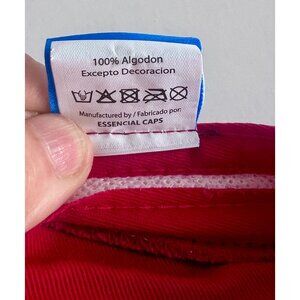 100% Algodon
Excepto Decoracion
Manufactured by / Fabricado por:
ESSENCIAL CAPS